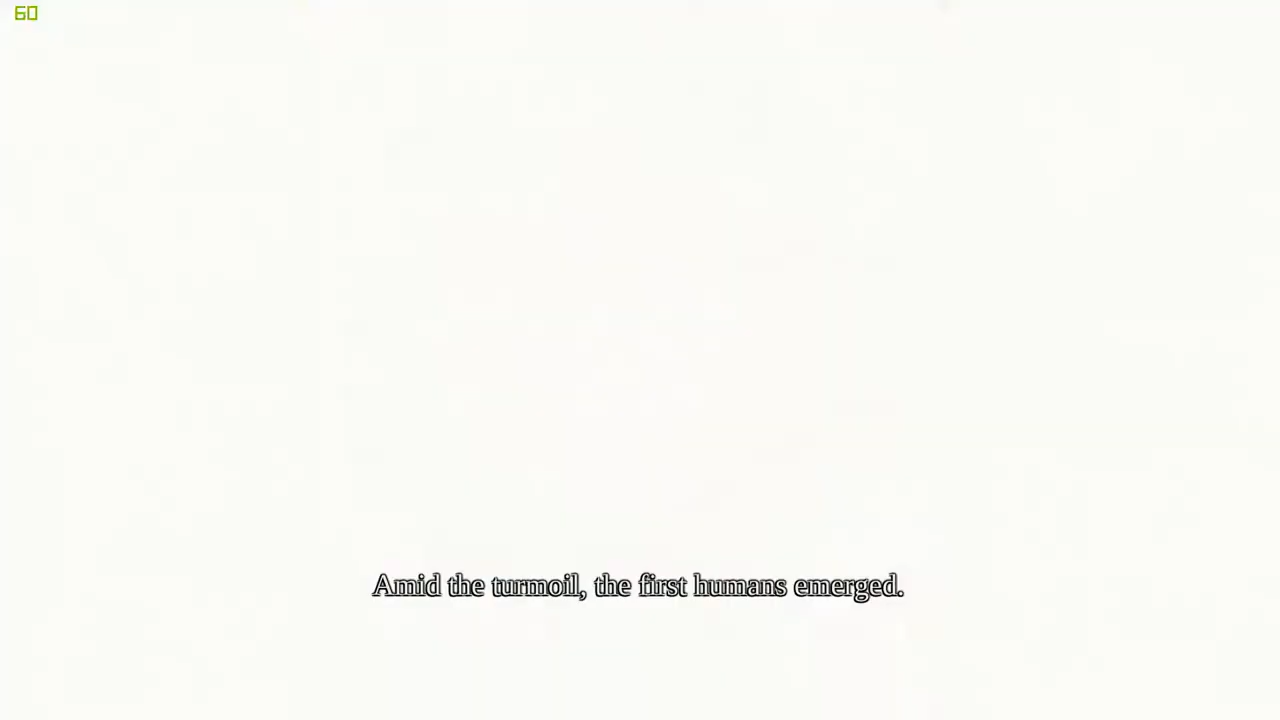 60
Amid the turmoil, the first humans emerged.